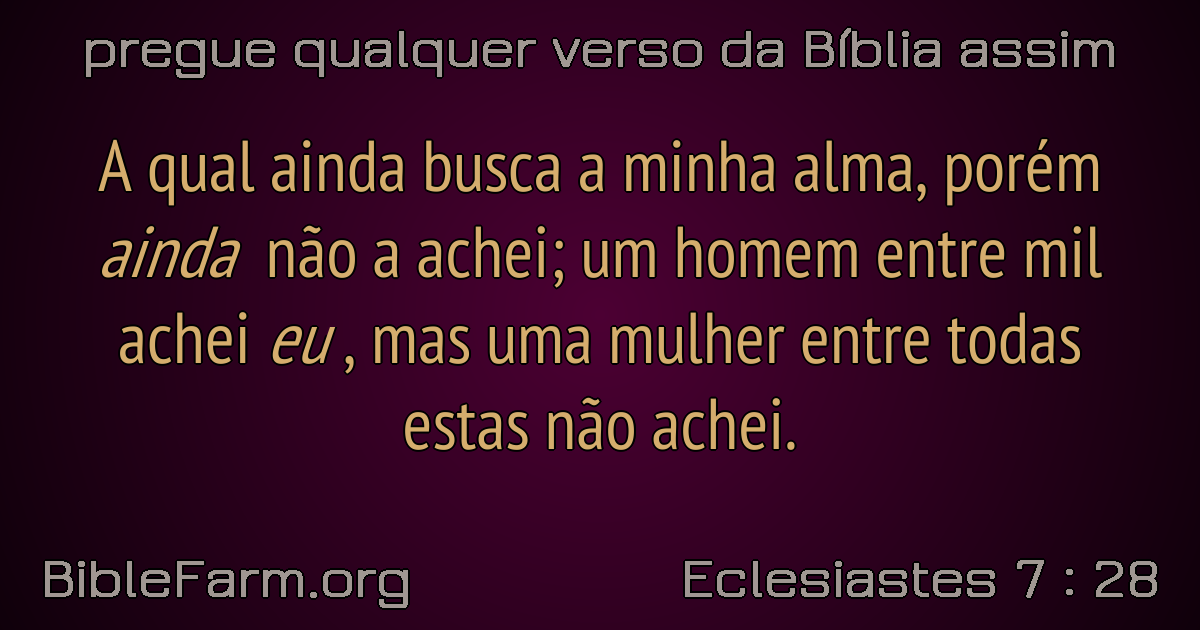 pregue qualquer verso da Bíblia assim
A qual ainda busca a minha alma, porém
ainda não a achei; um homem entre mil
achei eu , mas uma mulher entre todas
estas não achei.
BibleFarm.org
Eclesiastes 7 : 28